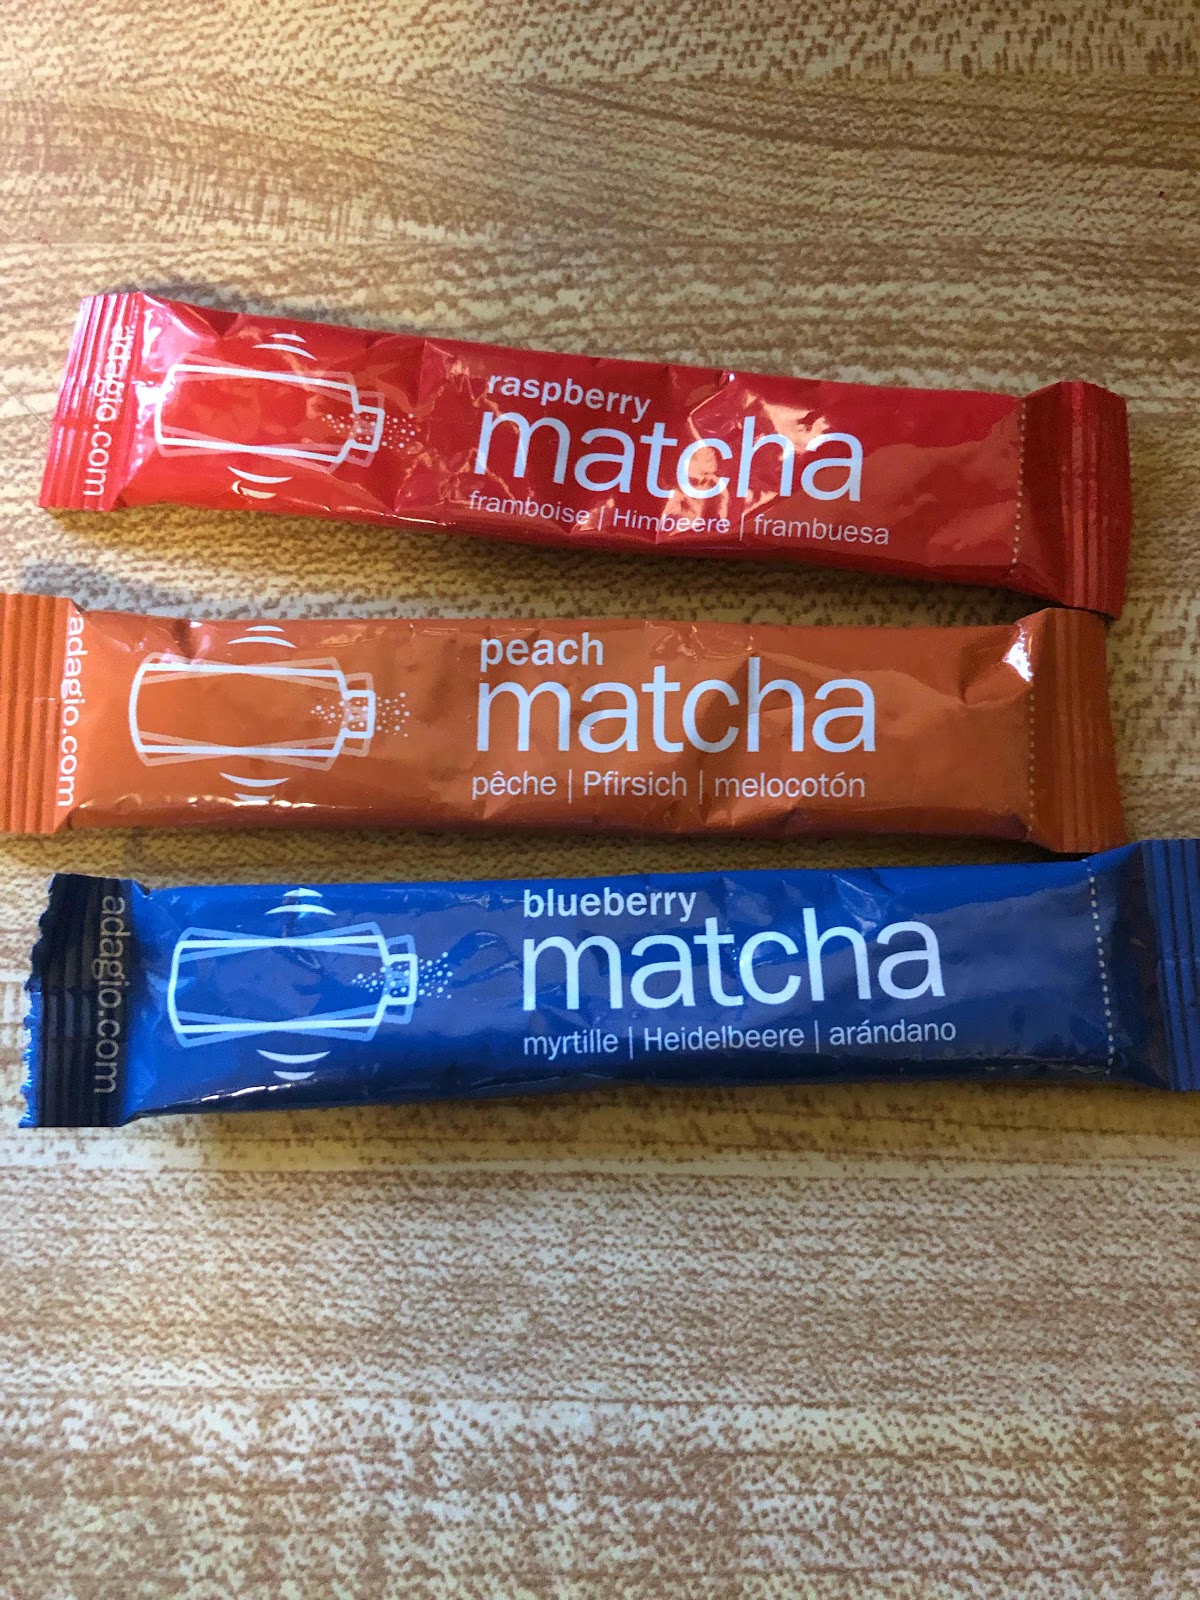 adagio.com
raspberry
matcha
framboise | Himbeere | frambuesa
adagio.com
peach
matcha
pêche | Pfirsich | melocotón
adagio.com
blueberry
matcha
myrtille | Heidelbeere | arándano